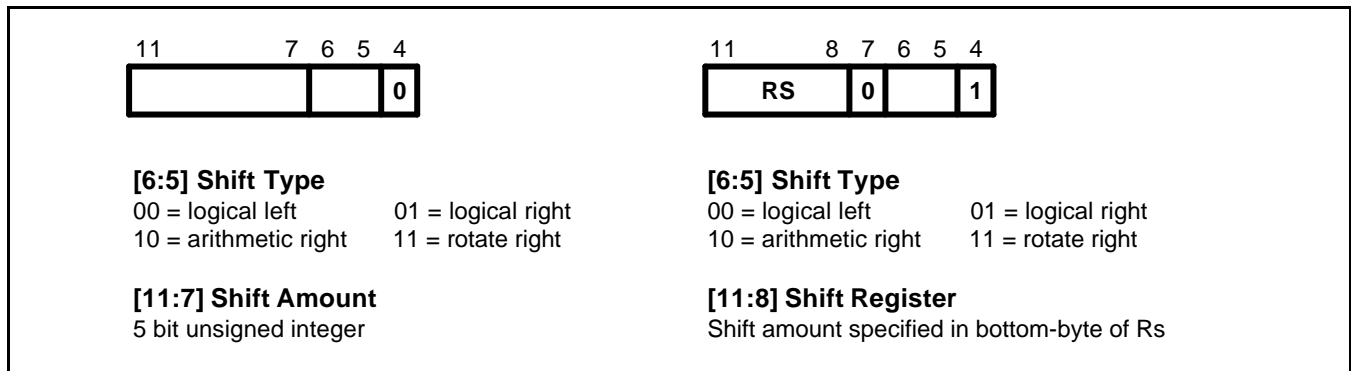 11 7 6 5 4
0
[6:5] Shift Type
00 = logical left 01 = logical right
10 = arithmetic right 11 = rotate right
[11:7] Shift Amount
5 bit unsigned integer
11 8 7 6 5 4
RS 0 1
[6:5] Shift Type
00 = logical left 01 = logical right
10 = arithmetic right 11 = rotate right
[11:8] Shift Register
Shift amount specified in bottom-byte of Rs